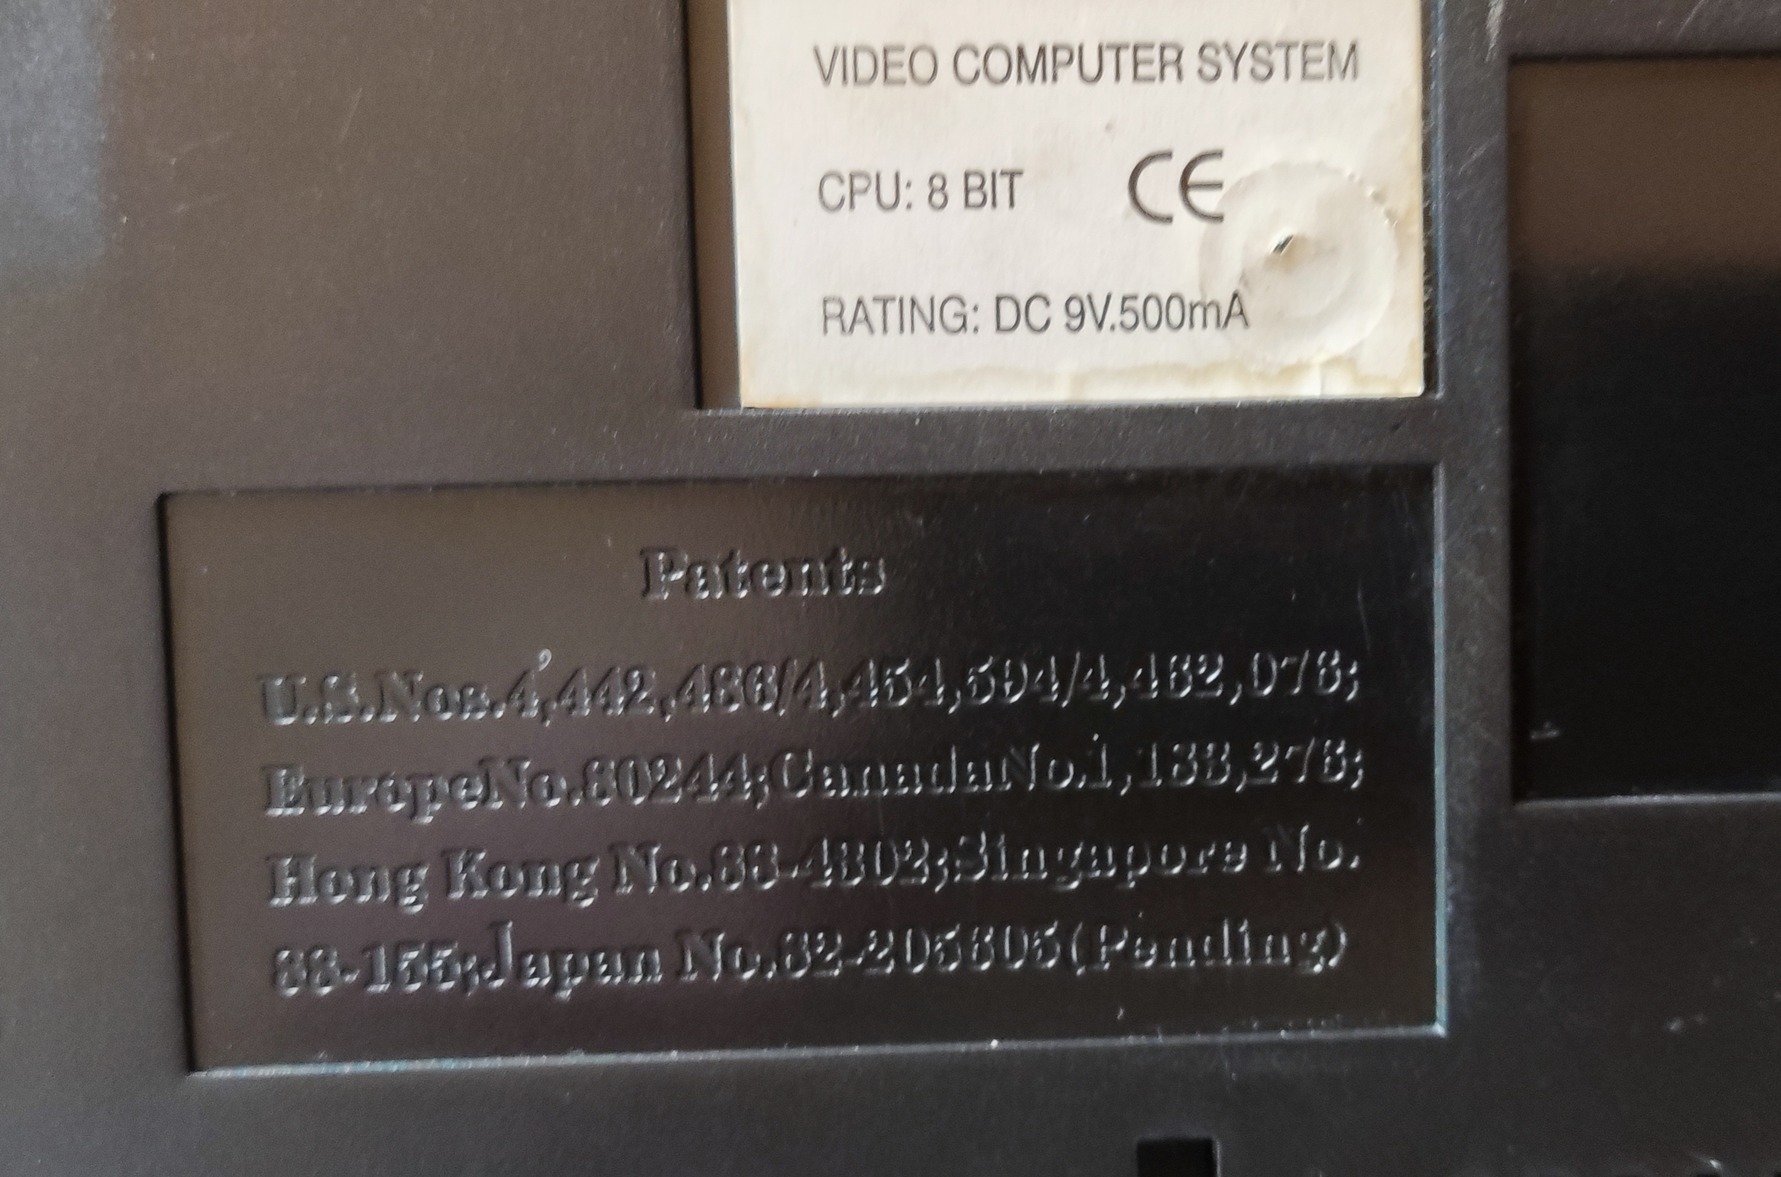 VIDEO COMPUTER SYSTEM
CPU: 8 BIT CE
RATING: DC 9V.500mA
Patents
U.S.Nos.4,442,486/4,454,594/4,462,076;
EuropeNo.80244;CanadaNo.1,183,276;
Hong Kong No.88-4302;Singapore No.
88-155;Japan No.82-205605(Pending)